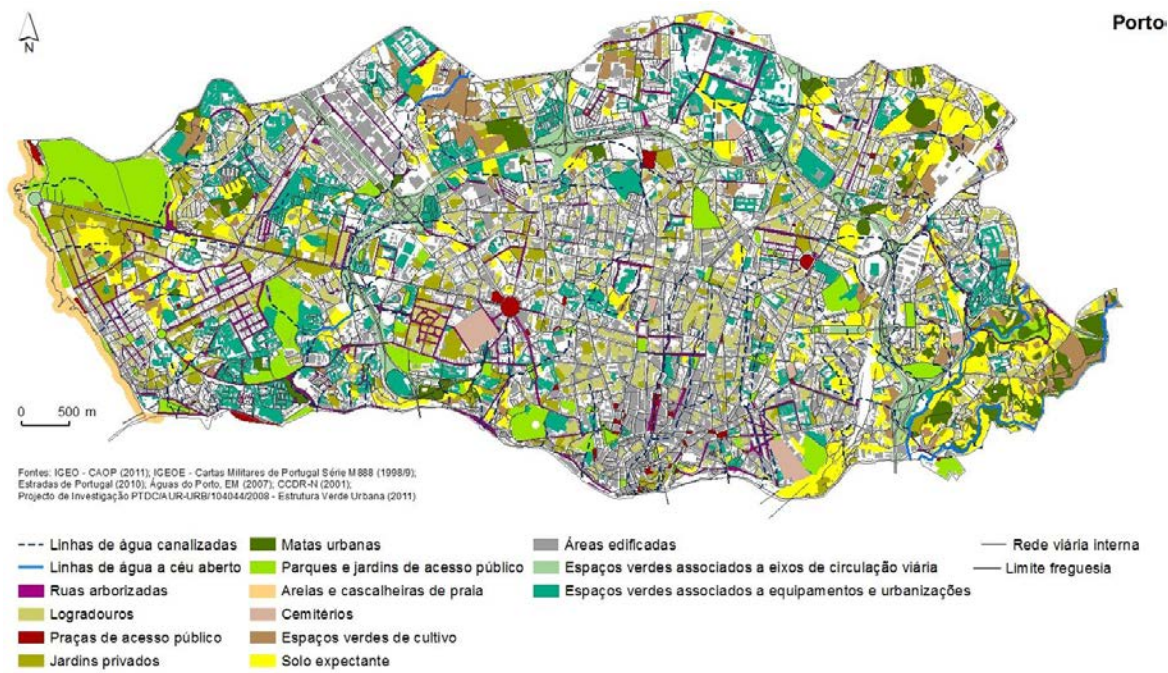 Porto
N
0 500 m
Fontes: IGEO - CAOP (2011); IGEOE - Cartas Militares de Portugal Série M888 (1998/9);
Estradas de Portugal (2010); Águas do Porto, EM (2007); CCDR-N (2001);
Projecto de Investigação PTDC/AUR-URB/104044/2008 - Estrutura Verde Urbana (2011)
Linhas de água canalizadas
Linhas de água a céu aberto
Ruas arborizadas
Logradouros
Praças de acesso público
Jardins privados
Matas urbanas
Parques e jardins de acesso público
Areias e cascalheiras de praia
Cemitérios
Espaços verdes de cultivo
Solo expectante
Áreas edificadas
Espaços verdes associados a eixos de circulação viária
Espaços verdes associados a equipamentos e urbanizações
Rede viária interna
Limite freguesia